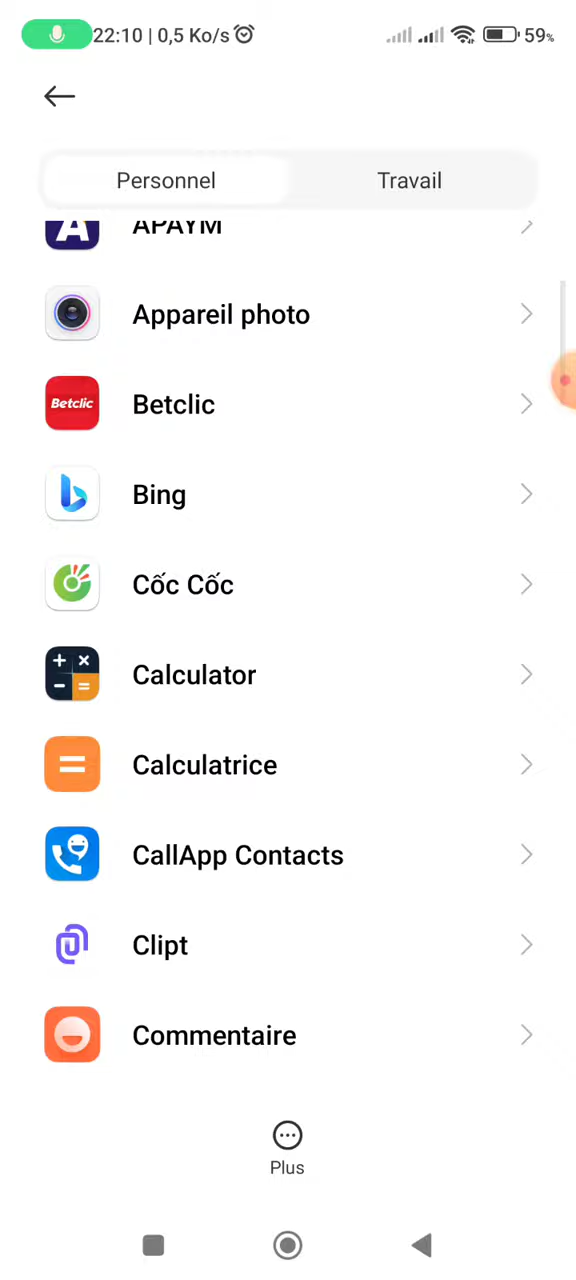 22:10 | 0,5 Ko/s
59%
Personnel
Travail
APAYM
Appareil photo
Betclic
Betclic
Bing
Cốc Cốc
Calculator
Calculatrice
CallApp Contacts
Clipt
Commentaire
Plus